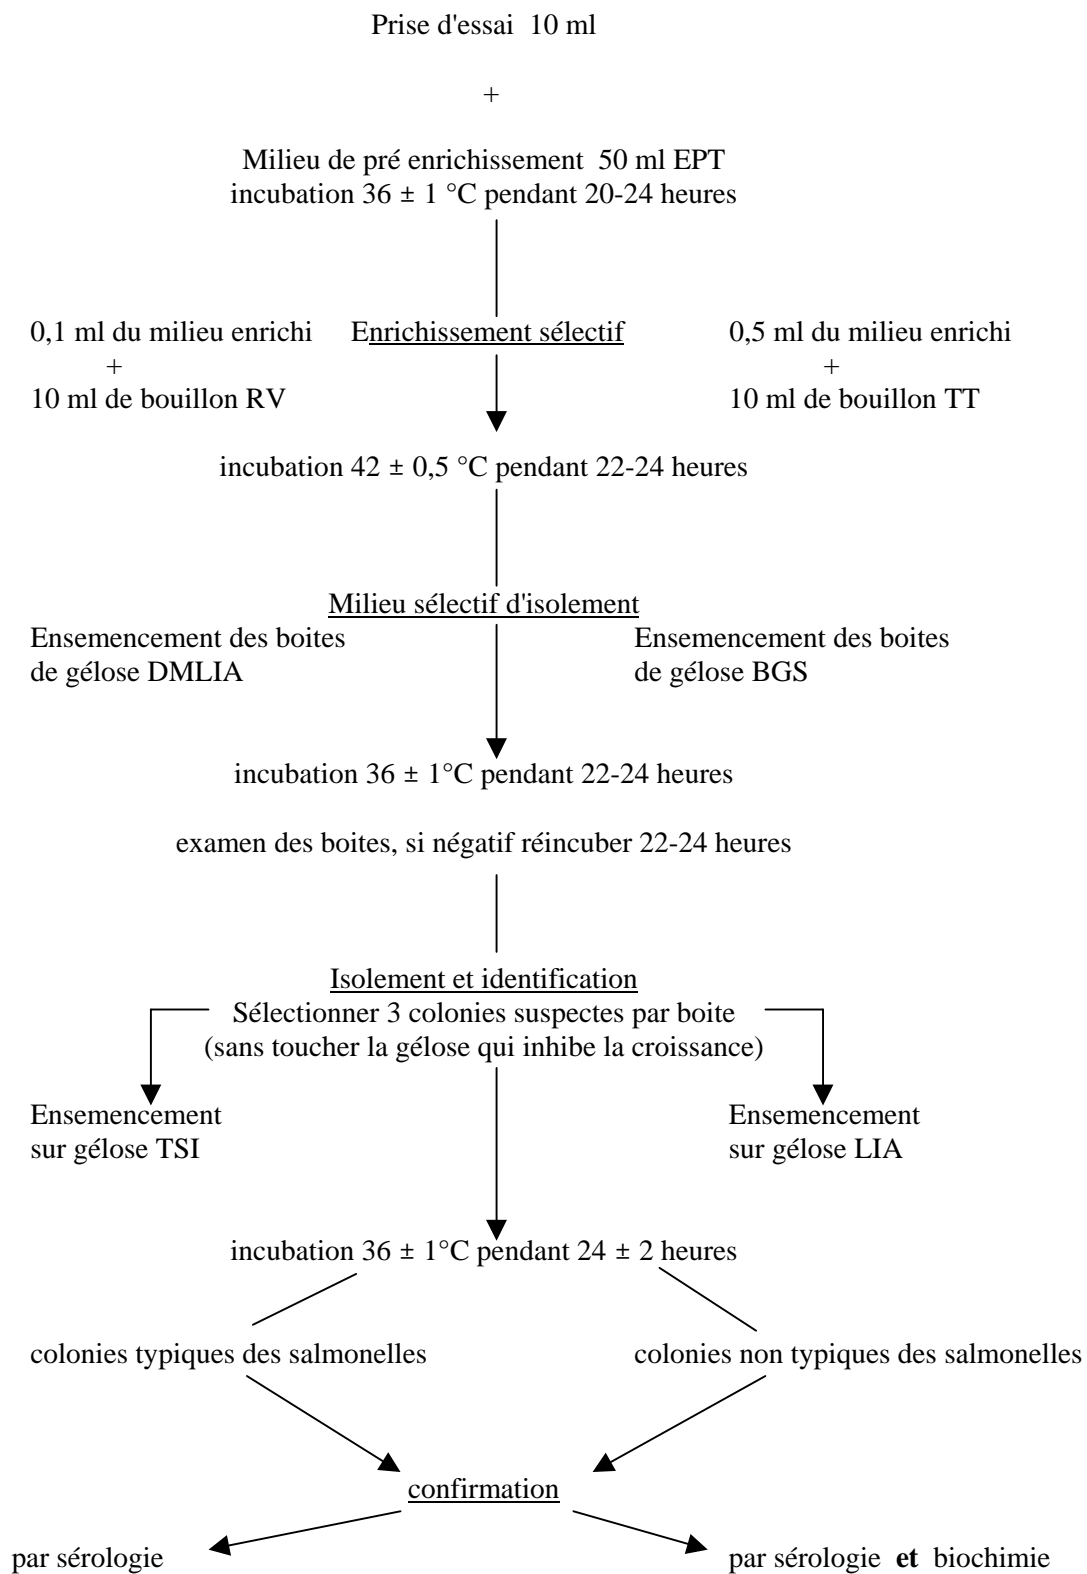 Prise d'essai 10 ml
+
Milieu de pré enrichissement 50 ml EPT
incubation 36 ± 1 °C pendant 20-24 heures
0,1 ml du milieu enrichi
+
10 ml de bouillon RV
Enrichissement sélectif
0,5 ml du milieu enrichi
+
10 ml de bouillon TT
incubation 42 ± 0,5 °C pendant 22-24 heures
Milieu sélectif d'isolement
Ensemencement des boites
de gélose DMLIA
Ensemencement des boites
de gélose BGS
incubation 36 ± 1°C pendant 22-24 heures
examen des boites, si négatif réincuber 22-24 heures
Isolement et identification
Sélectionner 3 colonies suspectes par boite
(sans toucher la gélose qui inhibe la croissance)
Ensemencement
sur gélose TSI
Ensemencement
sur gélose LIA
incubation 36 ± 1°C pendant 24 ± 2 heures
colonies typiques des salmonelles
colonies non typiques des salmonelles
confirmation
par sérologie
par sérologie et biochimie